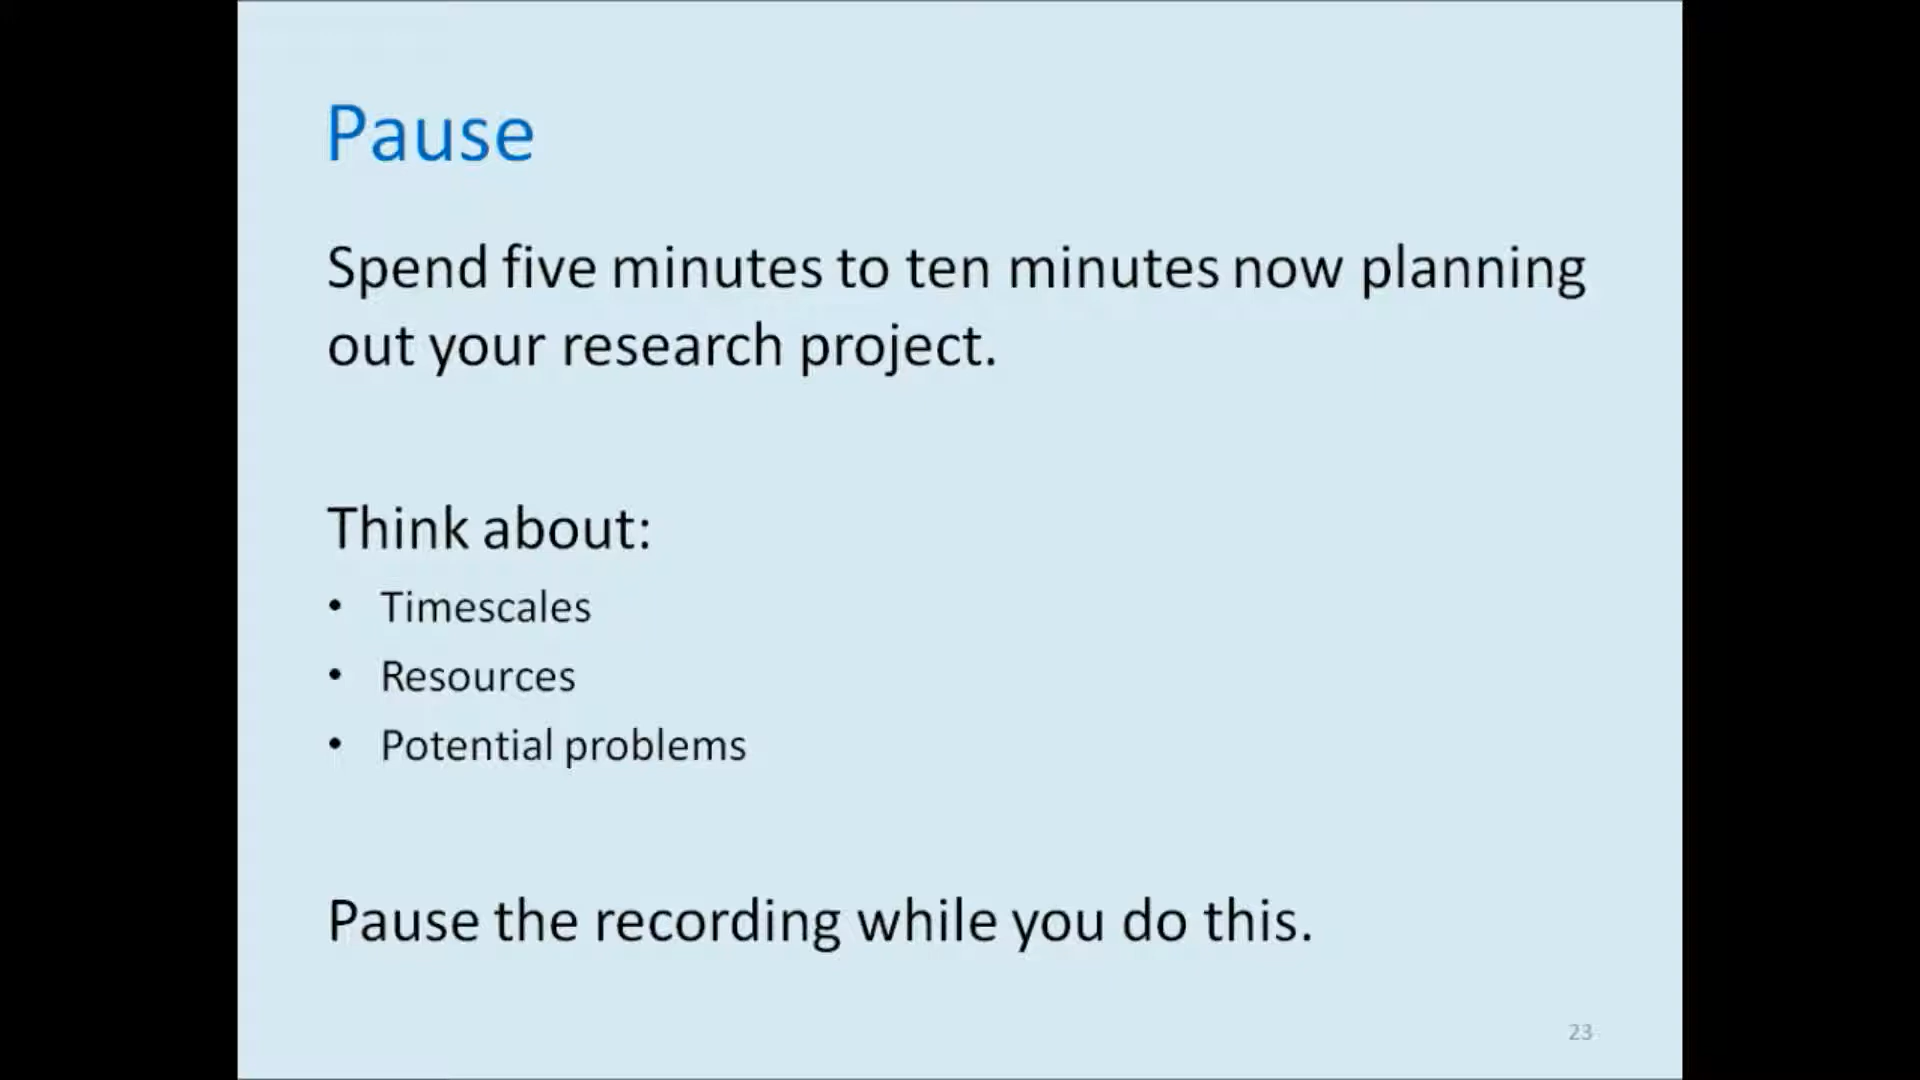 Pause
Spend five minutes to ten minutes now planning
out your research project.
Think about:
• Timescales
• Resources
• Potential problems
Pause the recording while you do this.
23